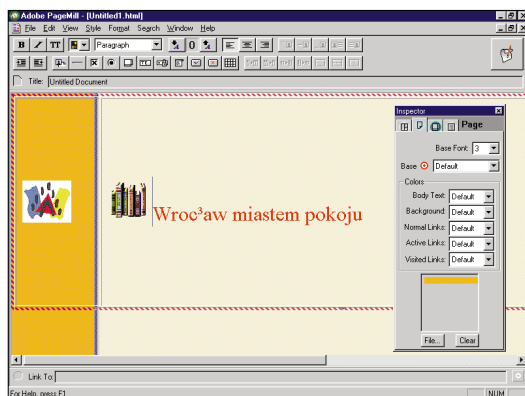 Adobe PageMill - [Untitled1.html]
File Edit View Style Format Search Window Help
B I TT Paragraph 0
Title: Untitled Document
Inspector
Page
Base Font: 3
Base Default
Colors
Body Text: Default
Background: Default
Normal Links: Default
Active Links: Default
Visited Links: Default
File... Clear
Wroc³aw miastem pokoju
Link To:
For Help, press F1 NUM